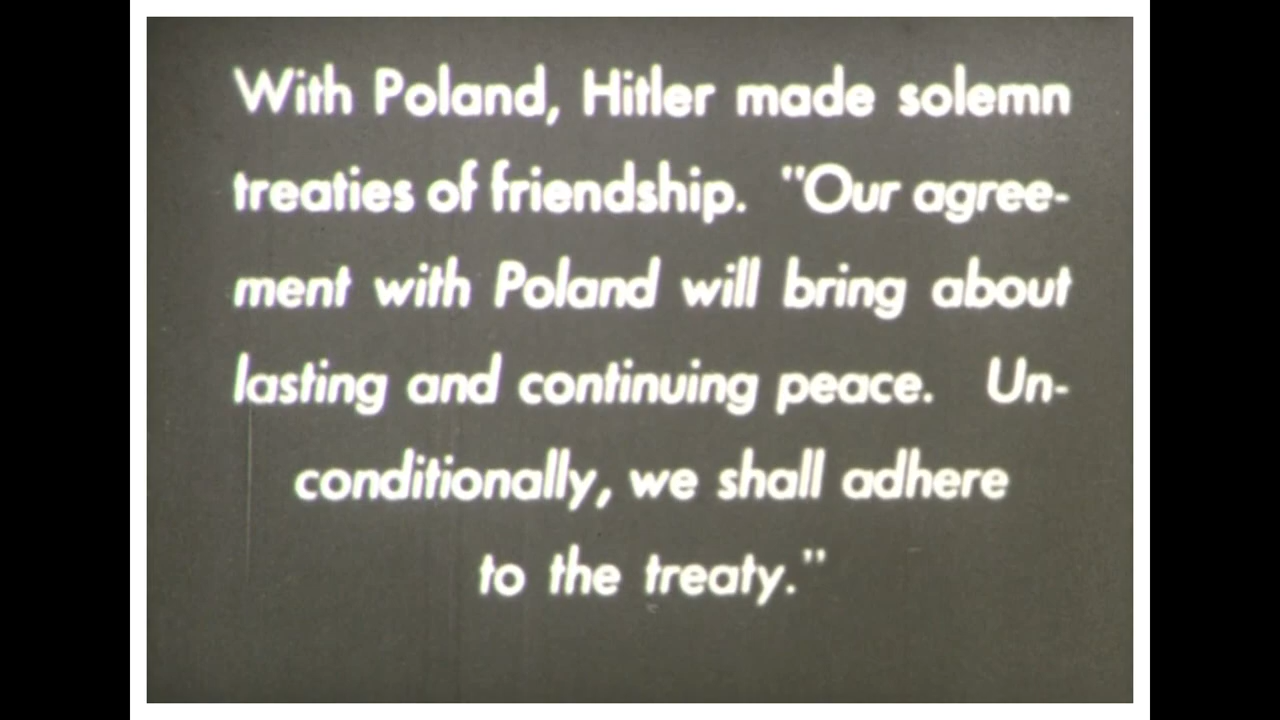 With Poland, Hitler made solemn
treaties of friendship. "Our agree-
ment with Poland will bring about
lasting and continuing peace. Un-
conditionally, we shall adhere
to the treaty."